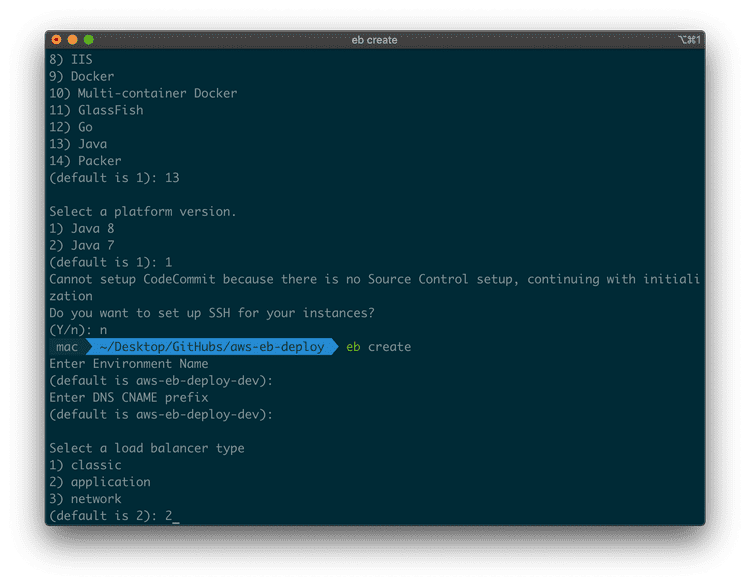 eb create
⌥⌘1
8) IIS
9) Docker
10) Multi-container Docker
11) GlassFish
12) Go
13) Java
14) Packer
(default is 1): 13
Select a platform version.
1) Java 8
2) Java 7
(default is 1): 1
Cannot setup CodeCommit because there is no Source Control setup, continuing with initiali
zation
Do you want to set up SSH for your instances?
(Y/n): n
mac ~/Desktop/GitHubs/aws-eb-deploy eb create
Enter Environment Name
(default is aws-eb-deploy-dev):
Enter DNS CNAME prefix
(default is aws-eb-deploy-dev):
Select a load balancer type
1) classic
2) application
3) network
(default is 2): 2_